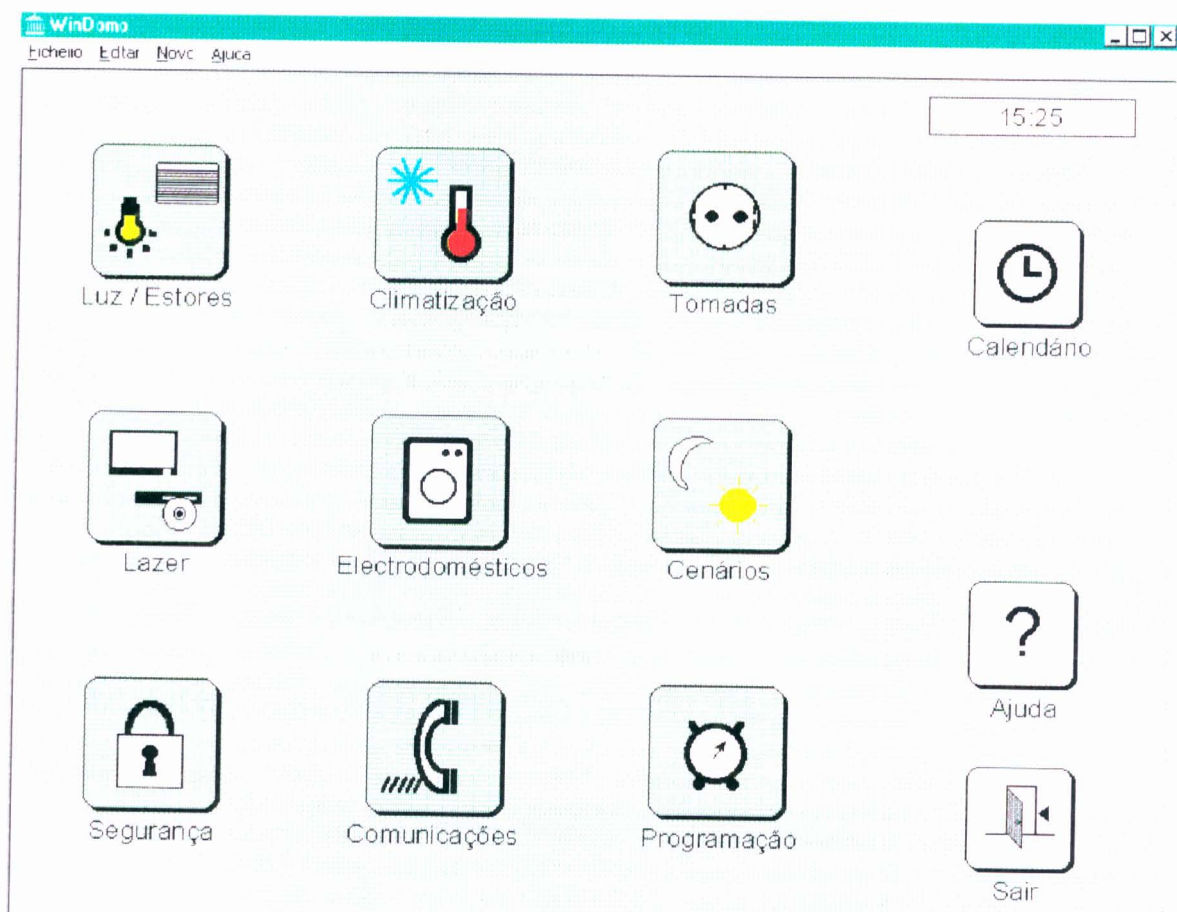 WinDomo
Ficheiro Editar Novo Ajuda
15:25
Luz / Estores
Climatização
Tomadas
Calendário
Lazer
Electrodomésticos
Cenários
?
Ajuda
Segurança
Comunicações
Programação
Sair